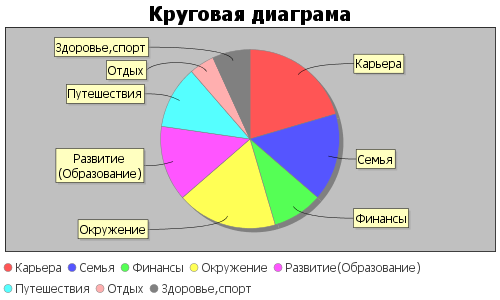 Круговая диаграма
Здоровье,спорт
Отдых
Карьера
Путешествия
Развитие
(Образование)
Семья
Окружение
Финансы
Карьера Семья Финансы Окружение Развитие(Образование)
Путешествия Отдых Здоровье,спорт